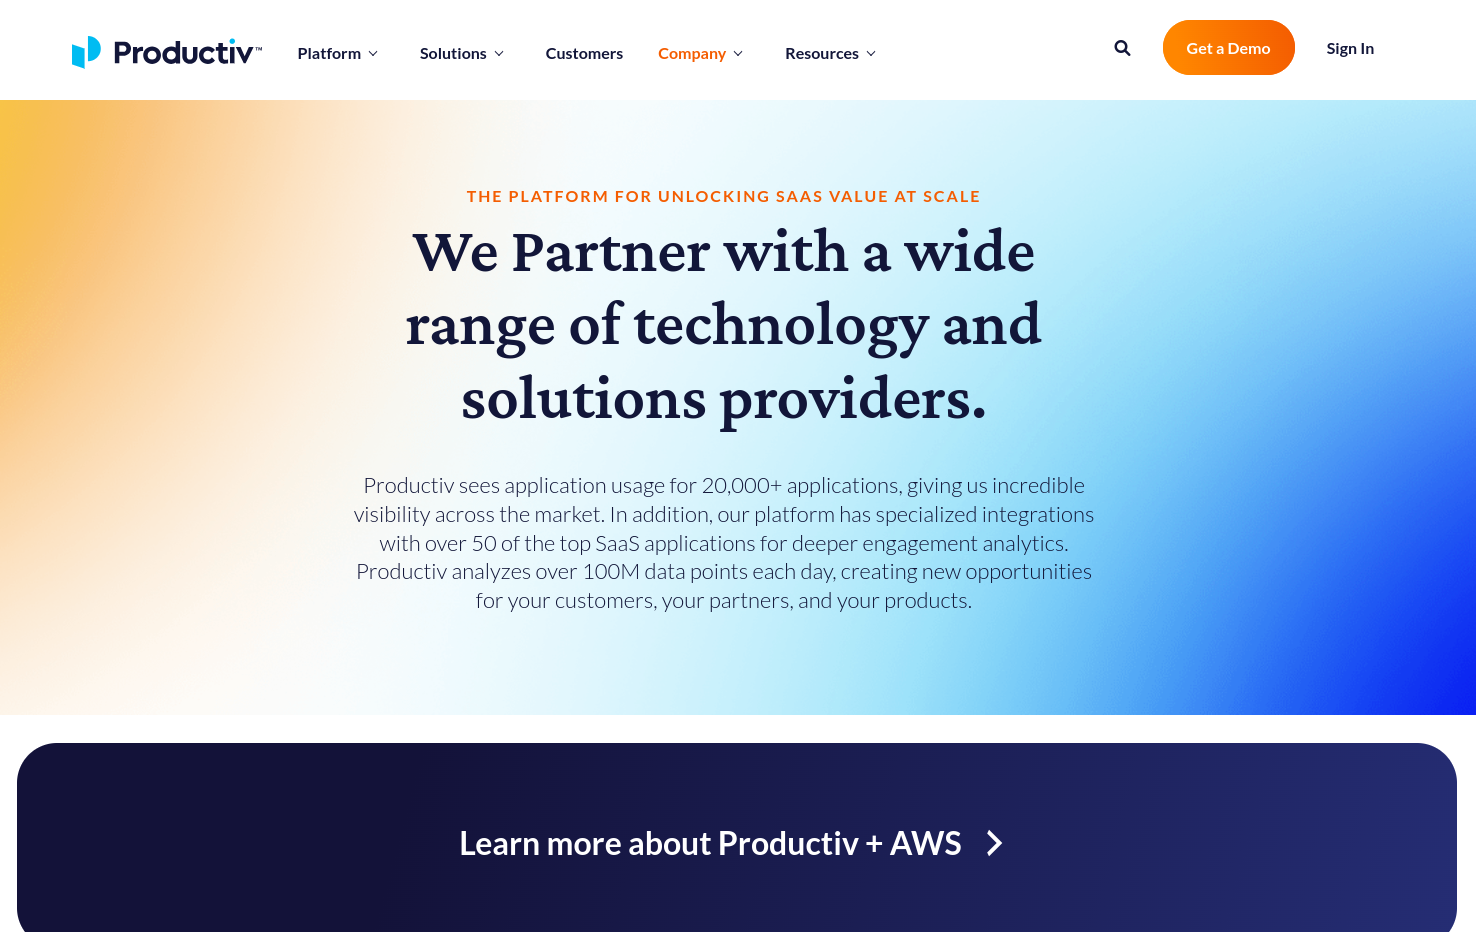 Productiv™
Platform
Solutions
Customers
Company
Resources
Get a Demo
Sign In
THE PLATFORM FOR UNLOCKING SAAS VALUE AT SCALE
We Partner with a wide
range of technology and
solutions providers.
Productiv sees application usage for 20,000+ applications, giving us incredible
visibility across the market. In addition, our platform has specialized integrations
with over 50 of the top SaaS applications for deeper engagement analytics.
Productiv analyzes over 100M data points each day, creating new opportunities
for your customers, your partners, and your products.
Learn more about Productiv + AWS